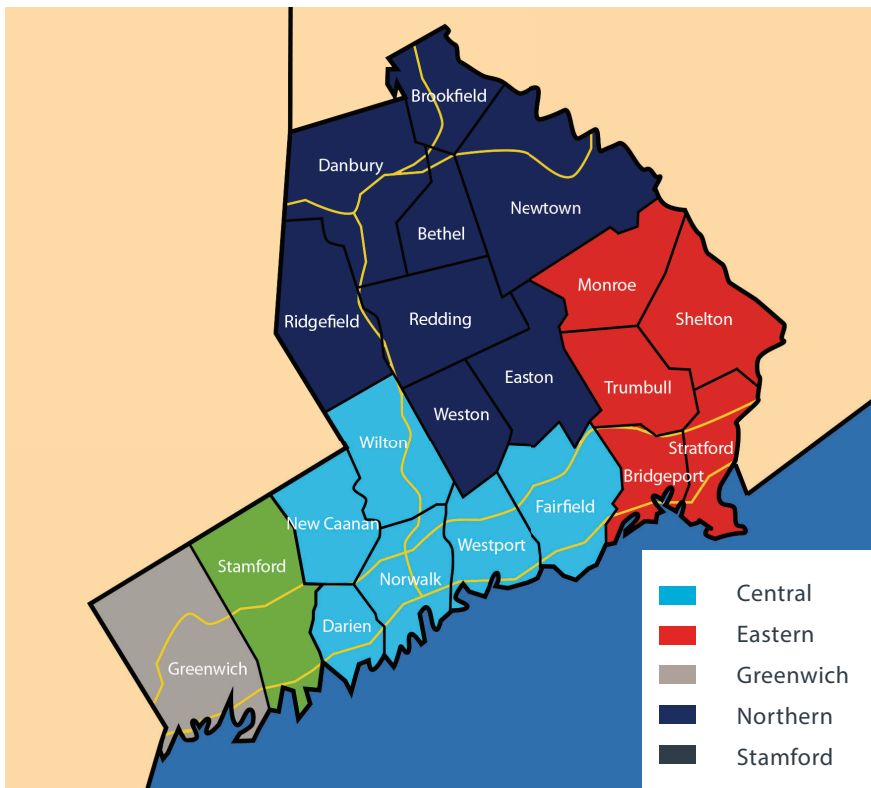 Brookfield
Danbury
Newtown
Bethel
Monroe
Ridgefield
Redding
Shelton
Easton
Trumbull
Weston
Wilton
Stratford
Bridgeport
Fairfield
New Caanan
Westport
Stamford
Norwalk
Darien
Greenwich
Central
Eastern
Greenwich
Northern
Stamford